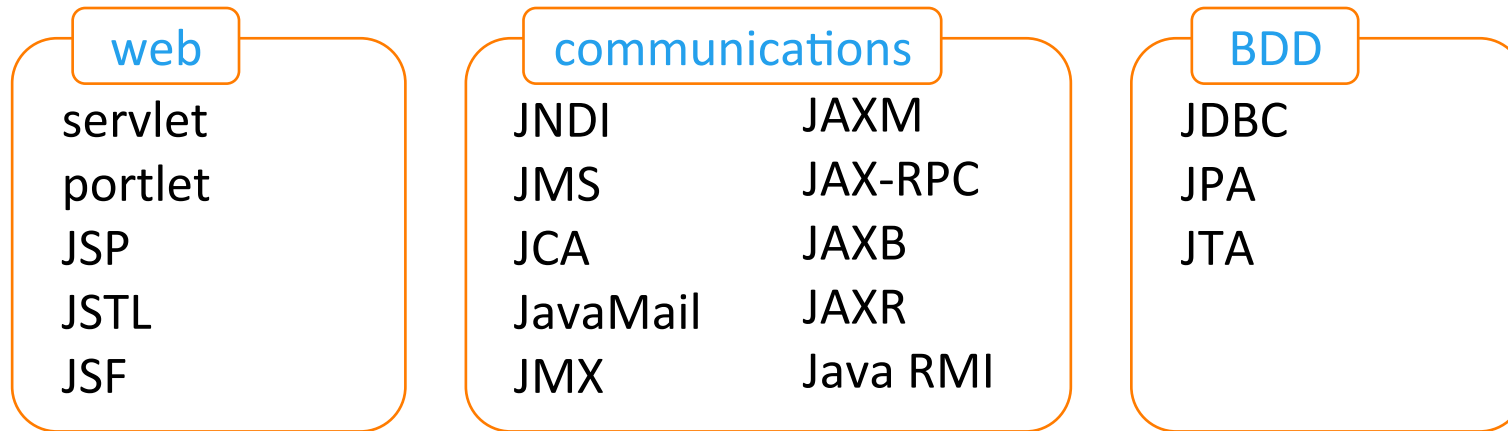 web
servlet
portlet
JSP
JSTL
JSF
communications
JNDI
JMS
JCA
JavaMail
JMX
JAXM
JAX-RPC
JAXB
JAXR
Java RMI
BDD
JDBC
JPA
JTA